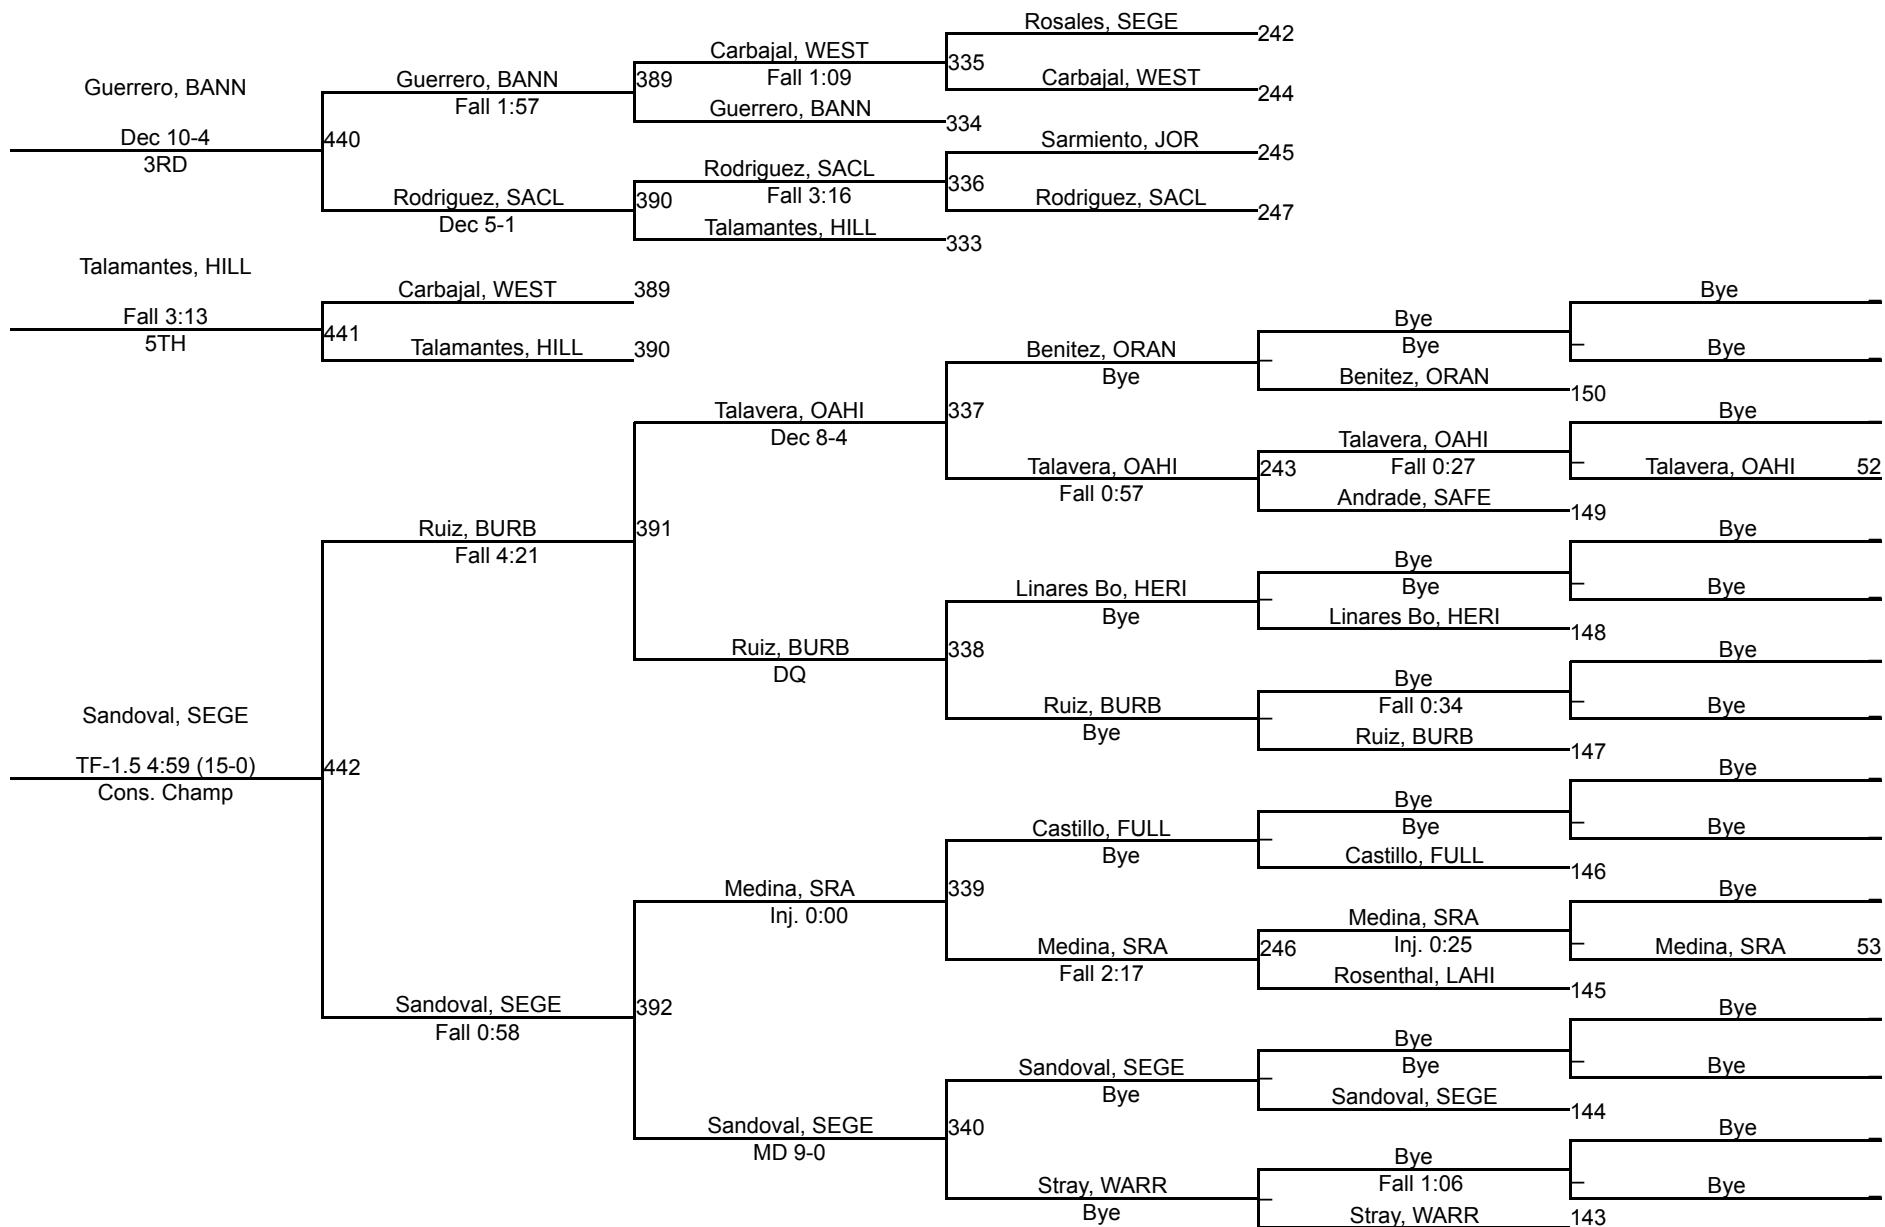 Rosales, SEGE
242
Carbajal, WEST
335
Fall 1:09
Carbajal, WEST
244
Guerrero, BANN
Guerrero, BANN
389
Fall 1:57
Guerrero, BANN
334
Dec 10-4
440
Sarmiento, JOR
245
3RD
Rodriguez, SACL
336
Fall 3:16
Rodriguez, SACL
390
Rodriguez, SACL
247
Dec 5-1
Talamantes, HILL
333
Talamantes, HILL
Carbajal, WEST
389
Bye
Fall 3:13
441
Bye
5TH
Talamantes, HILL
390
Benitez, ORAN
Bye
Bye
Bye
Benitez, ORAN
150
Talavera, OAHI
337
Bye
Dec 8-4
Talavera, OAHI
Talavera, OAHI
243
Fall 0:27
Talavera, OAHI
52
Fall 0:57
Andrade, SAFE
149
Ruiz, BURB
391
Bye
Fall 4:21
Bye
Linares Bo, HERI
Bye
Bye
Bye
Linares Bo, HERI
148
Ruiz, BURB
338
Bye
DQ
Bye
Ruiz, BURB
Fall 0:34
Bye
Bye
Ruiz, BURB
147
Sandoval, SEGE
TF-1.5 4:59 (15-0)
442
Bye
Cons. Champ
Bye
Castillo, FULL
Bye
Bye
Bye
Castillo, FULL
146
Medina, SRA
339
Bye
Inj. 0:00
Medina, SRA
Medina, SRA
246
Inj. 0:25
Medina, SRA
53
Fall 2:17
Rosenthal, LAHI
145
Sandoval, SEGE
392
Bye
Fall 0:58
Bye
Sandoval, SEGE
Bye
Bye
Bye
Sandoval, SEGE
144
Sandoval, SEGE
340
Bye
MD 9-0
Bye
Stray, WARR
Fall 1:06
Bye
Bye
Stray, WARR
143